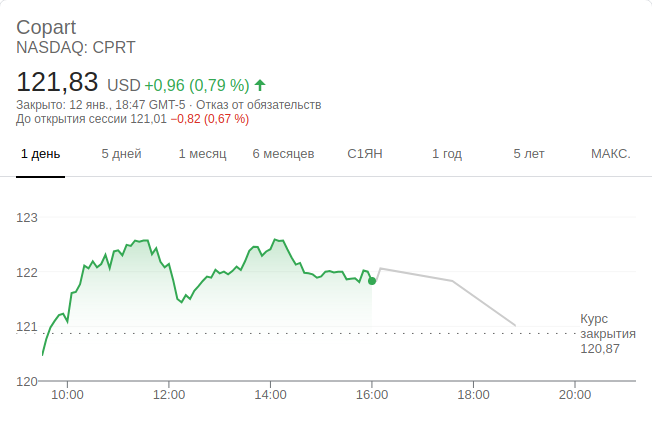 Copart
NASDAQ: CPRT
121,83 USD +0,96 (0,79 %)
Закрыто: 12 янв., 18:47 GMT-5 · Отказ от обязательств
До открытия сессии 121,01 −0,82 (0,67 %)
1 день 5 дней 1 месяц 6 месяцев С1ЯН 1 год 5 лет МАКС.
123
122
121
120
Курс
закрытия
120,87
10:00 12:00 14:00 16:00 18:00 20:00